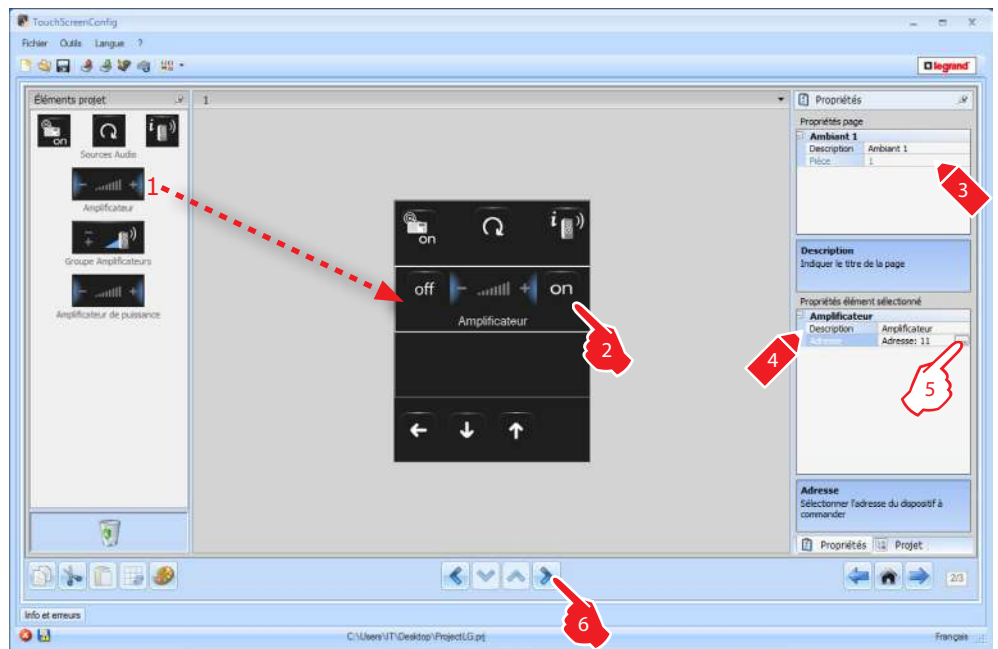 TouchScreenConfig
Fichier Outils Langue ?
legrand
Éléments projet
1
Propriétés
on
i
Sources Audio
Propriétés page
Ambiant 1
Description Ambiant 1
Pièce 1
1
Amplificateur
3
Groupe Amplificateurs
Description
Indiquer le titre de la page
on
i
Amplificateur de puissance
off
on
Amplificateur
2
Propriétés élément sélectionné
Amplificateur
Description Amplificateur
Adresse Adresse: 11
4
5
Adresse
Sélectionner l'adresse du dispositif à
commander
Propriétés Projet
2/3
6
Info et erreurs
C:\Users\IT\Desktop\ProjectLG.prj
Français